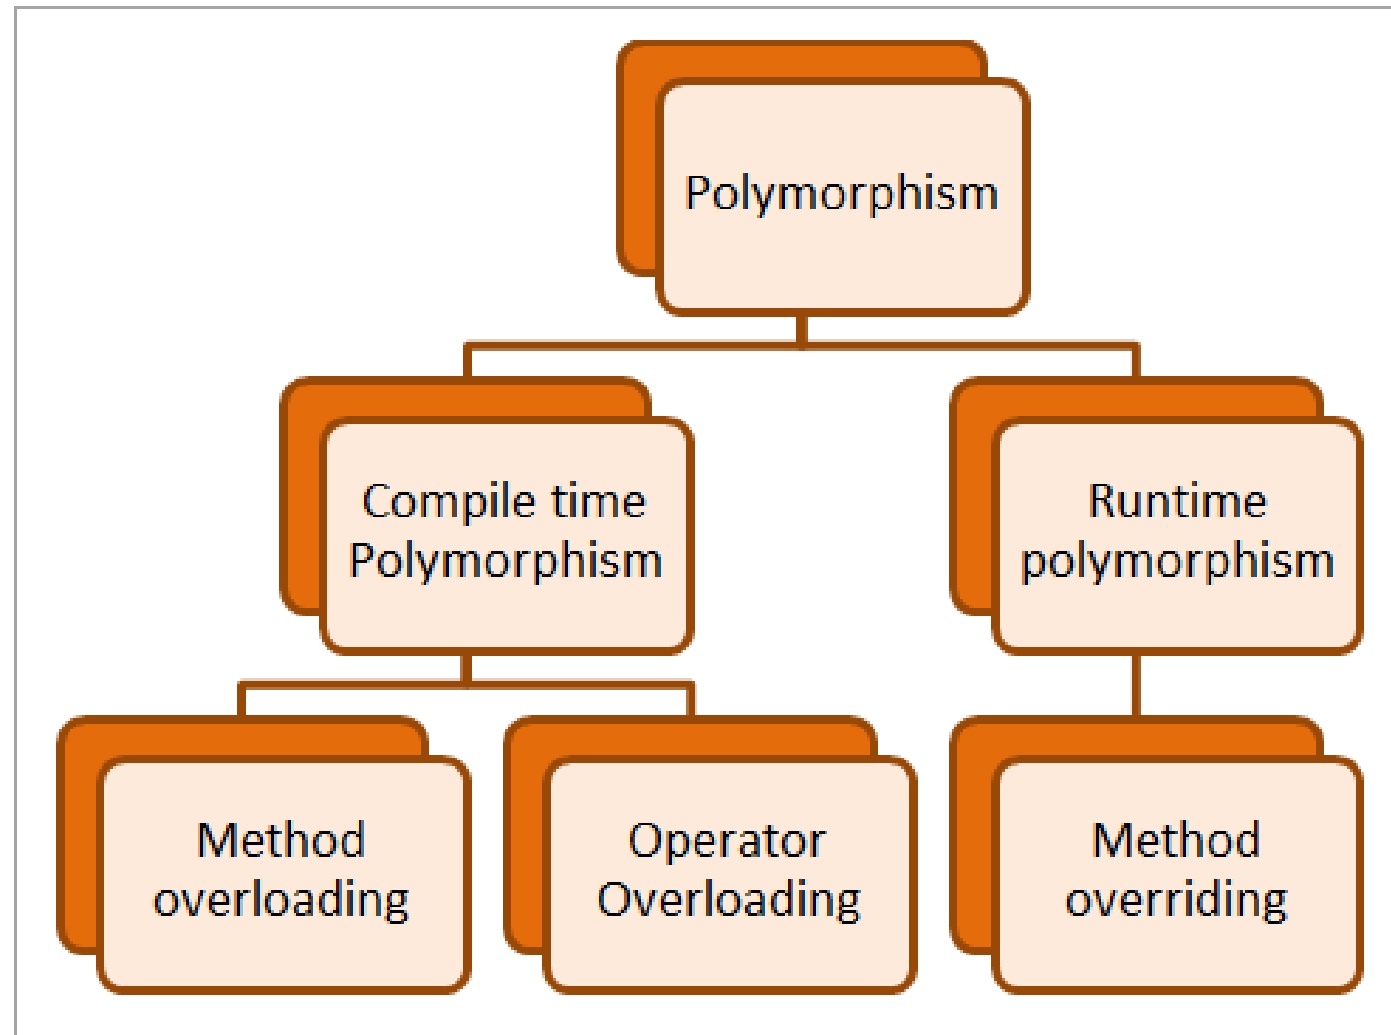 Polymorphism
Compile time
Polymorphism
Runtime
polymorphism
Method
overloading
Operator
Overloading
Method
overriding